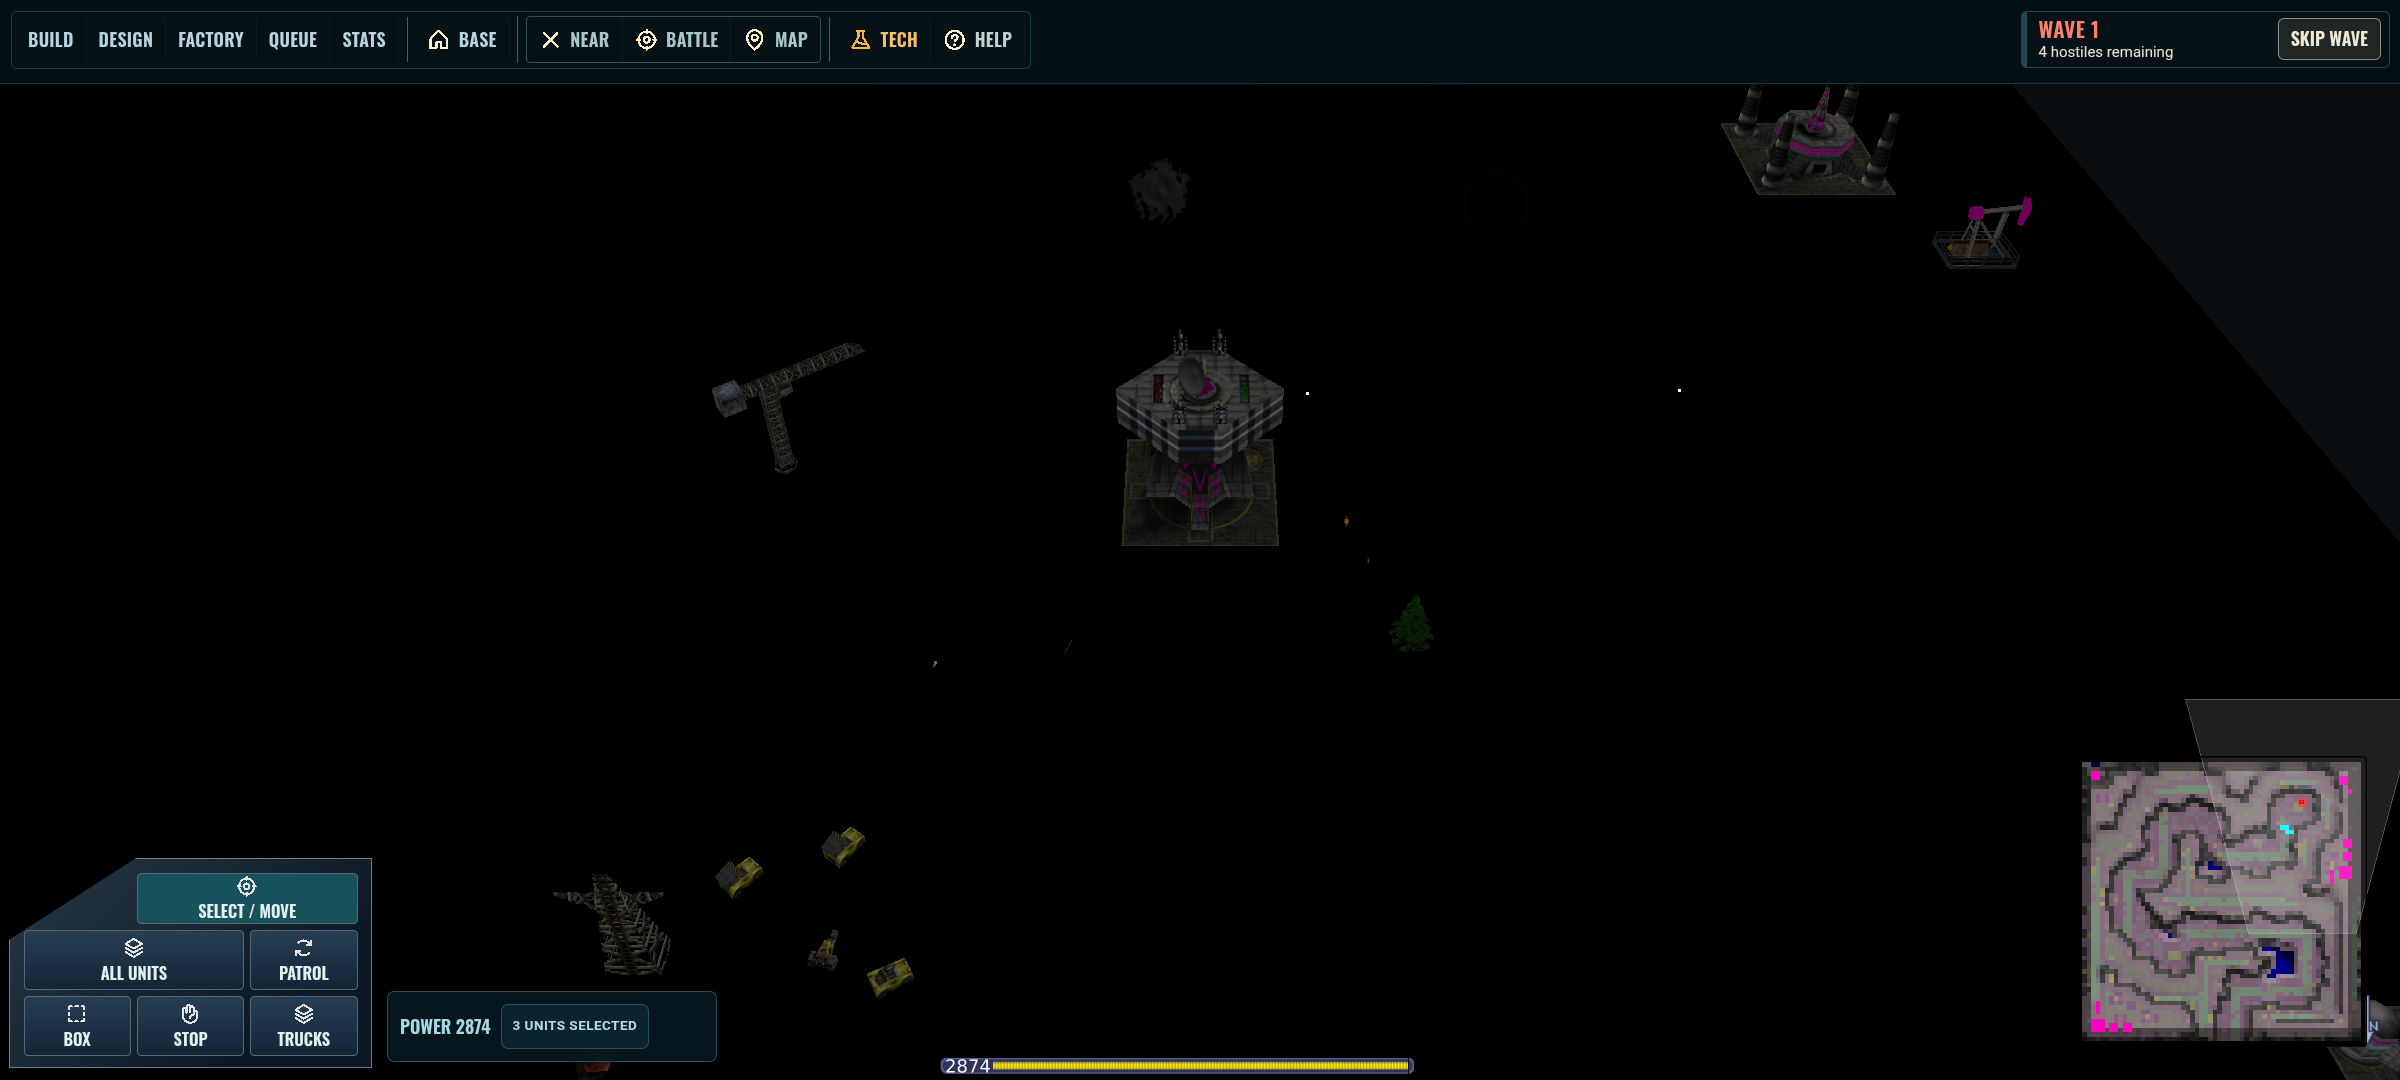 BUILD DESIGN FACTORY QUEUE STATS BASE NEAR BATTLE MAP TECH HELP
WAVE 1
4 hostiles remaining
SKIP WAVE
SELECT / MOVE
ALL UNITS PATROL
BOX STOP TRUCKS
POWER 2874 3 UNITS SELECTED
2874
N